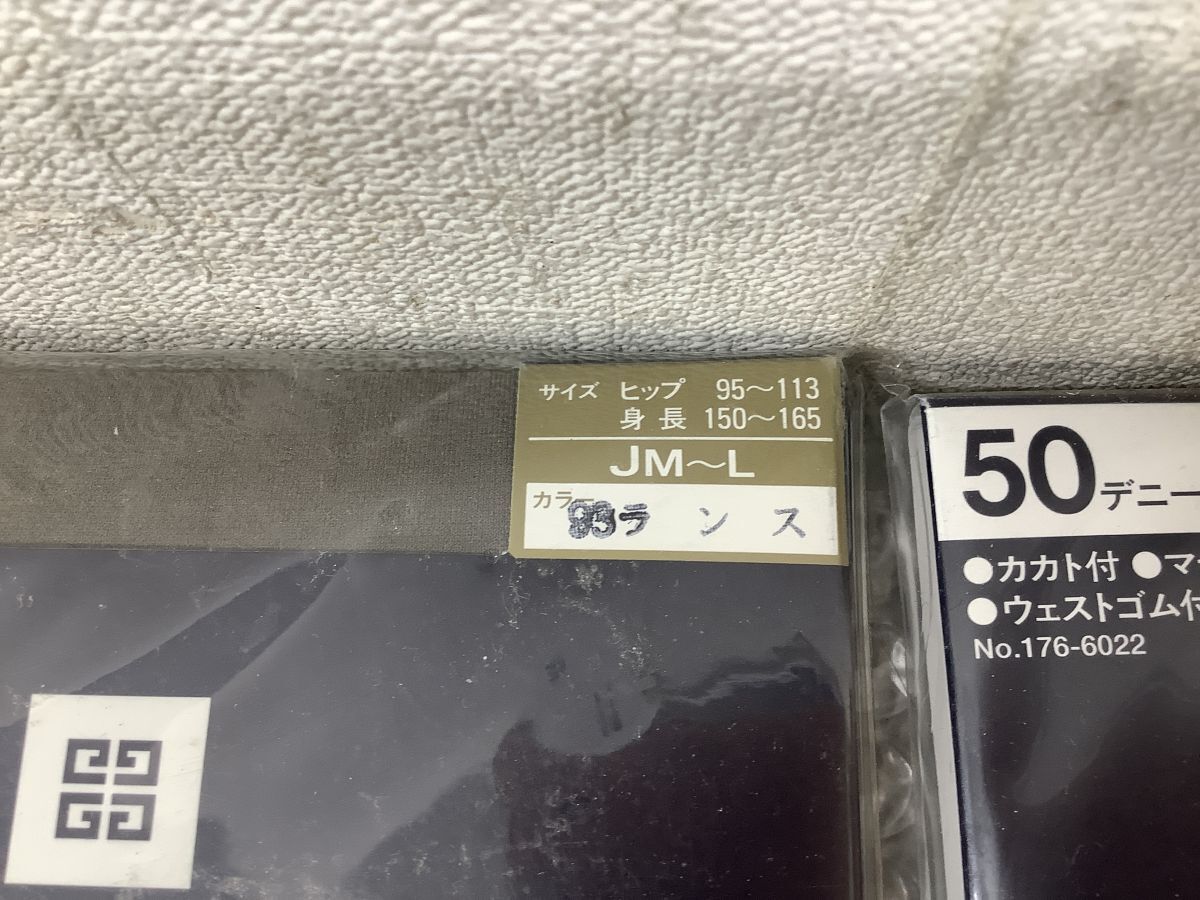 サイズ ヒップ 95〜113
身長 150〜165
JM〜L
カラー
ランス
50デニー
●カカト付 ●マ
●ウェストゴム付
No.176-6022